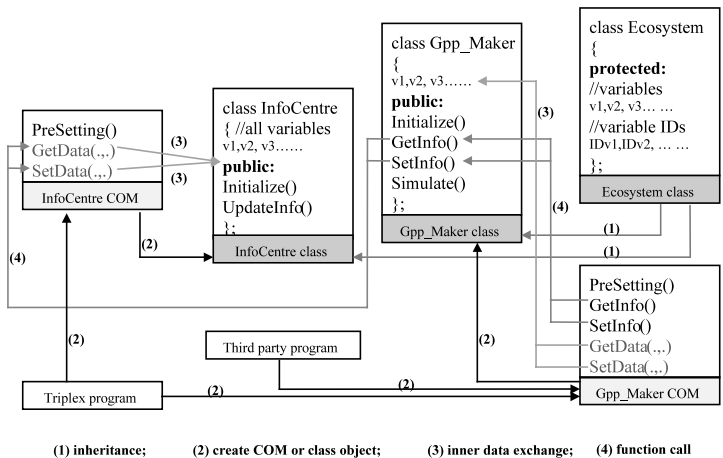 PreSetting()
GetData(.,.)
SetData(.,.)
InfoCentre COM
class InfoCentre
{ //all variables
v1,v2, v3……
public:
Initialize()
UpdateInfo()
};
InfoCentre class
class Gpp_Maker
{
v1,v2, v3……
public:
Initialize()
GetInfo()
SetInfo()
Simulate()
};
Gpp_Maker class
class Ecosystem
{
protected:
//variables
v1,v2, v3… …
//variable IDs
IDv1,IDv2, … …
};
Ecosystem class
(3)
(3)
(3)
(4)
(2)
(4)
(1)
(1)
PreSetting()
GetInfo()
SetInfo()
GetData(.,.)
SetData(.,.)
Gpp_Maker COM
(2)
(2)
Third party program
(2)
Triplex program
(2)
(1) inheritance; (2) create COM or class object; (3) inner data exchange; (4) function call